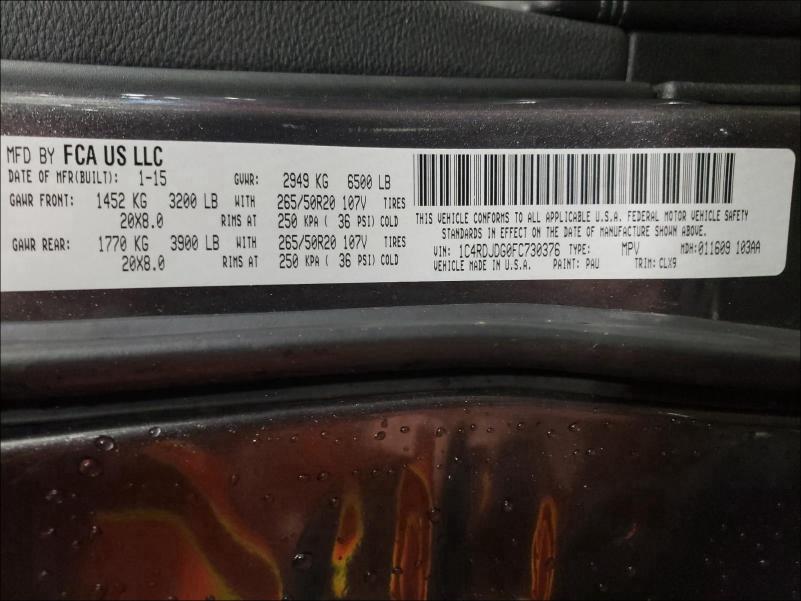 MFD BY FCA US LLC
DATE OF MFR(BUILT): 1-15 GVWR: 2949 KG 6500 LB
GAWR FRONT: 1452 KG 3200 LB WITH 265/50R20 107V TIRES
20X8.0 RIMS AT 250 KPA ( 36 PSI) COLD
GAWR REAR: 1770 KG 3900 LB WITH 265/50R20 107V TIRES
20X8.0 RIMS AT 250 KPA ( 36 PSI) COLD
THIS VEHICLE CONFORMS TO ALL APPLICABLE U.S.A. FEDERAL MOTOR VEHICLE SAFETY
STANDARDS IN EFFECT ON THE DATE OF MANUFACTURE SHOWN ABOVE.
VIN: 1C4RDJDG0FC730376 TYPE: MPV MDH:011609 103AA
VEHICLE MADE IN U.S.A. PAINT: PAU TRIM: CLX9